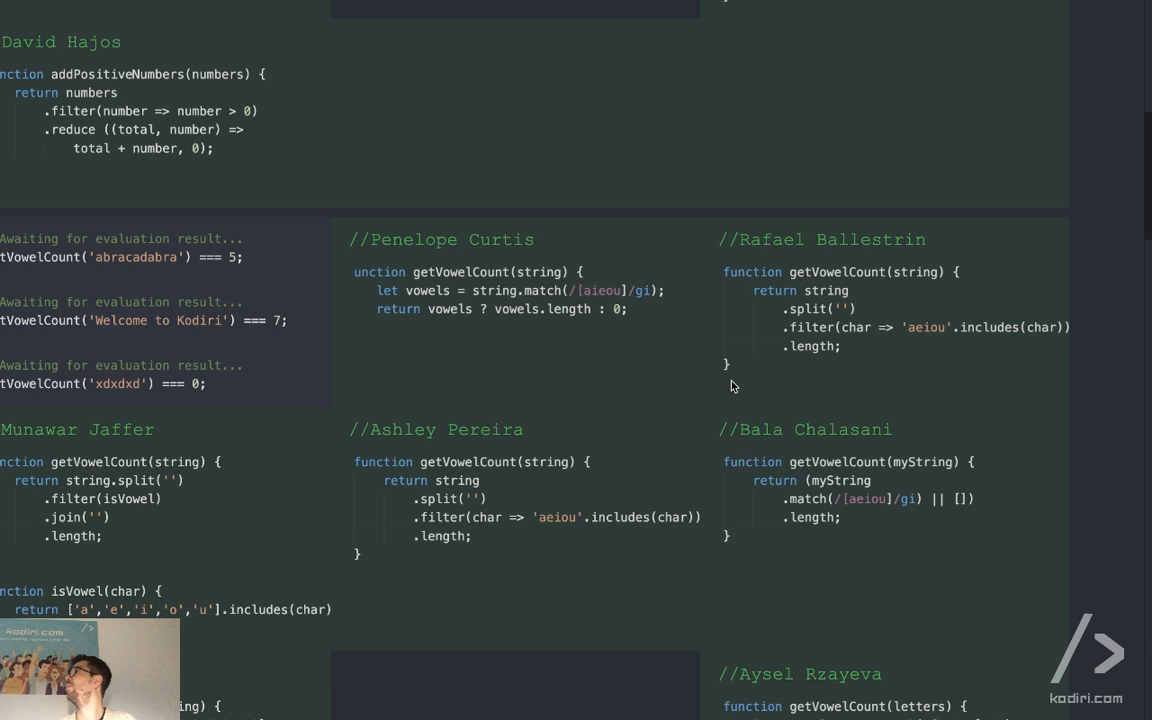 David Hajos
nction addPositiveNumbers(numbers) {
return numbers
.filter(number => number > 0)
.reduce ((total, number) =>
total + number, 0);
Awaiting for evaluation result...
tVowelCount('abracadabra') === 5;
Awaiting for evaluation result...
tVowelCount('Welcome to Kodiri') === 7;
Awaiting for evaluation result...
tVowelCount('xdxdxd') === 0;
//Penelope Curtis
unction getVowelCount(string) {
let vowels = string.match(/[aieou]/gi);
return vowels ? vowels.length : 0;
//Rafael Ballestrin
function getVowelCount(string) {
return string
.split('')
.filter(char => 'aeiou'.includes(char))
.length;
}
Munawar Jaffer
nction getVowelCount(string) {
return string.split('')
.filter(isVowel)
.join('')
.length;
nction isVowel(char) {
return ['a','e','i','o','u'].includes(char)
//Ashley Pereira
function getVowelCount(string) {
return string
.split('')
.filter(char => 'aeiou'.includes(char))
.length;
}
//Bala Chalasani
function getVowelCount(myString) {
return (myString
.match(/[aeiou]/gi) || [])
.length;
}
kodiri.com
ing) {
//Aysel Rzayeva
function getVowelCount(letters) {
</>
kodiri.com